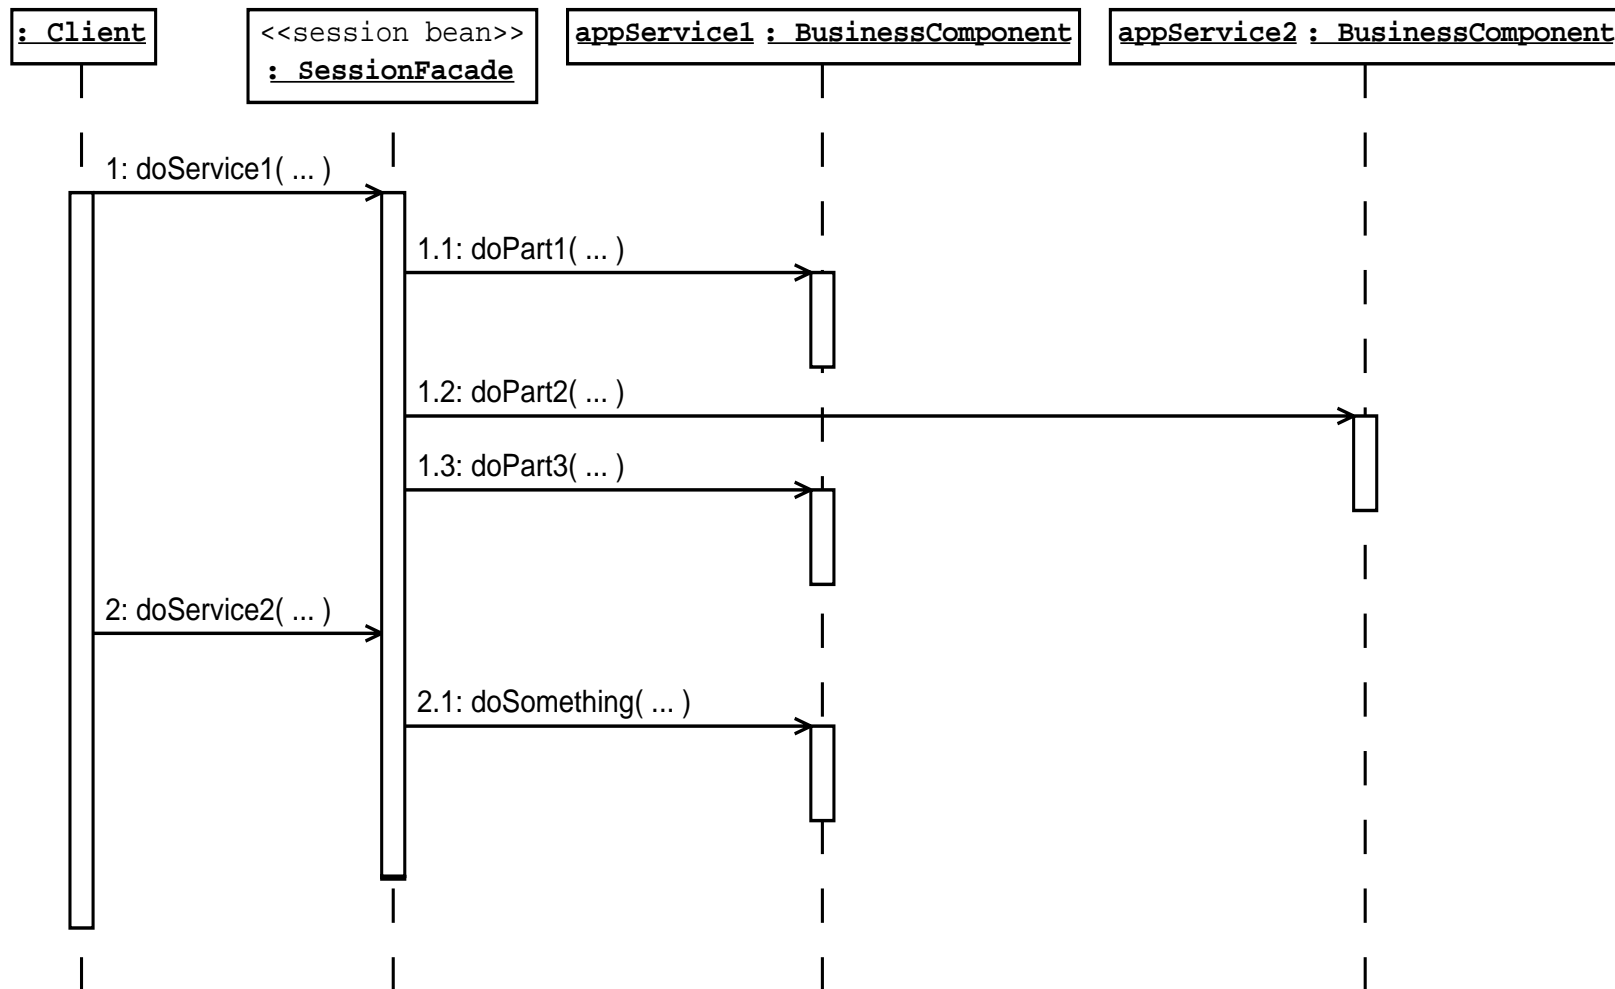 : Client
<<session bean>>
: SessionFacade
appService1 : BusinessComponent
appService2 : BusinessComponent
1: doService1( ... )
1.1: doPart1( ... )
1.2: doPart2( ... )
1.3: doPart3( ... )
2: doService2( ... )
2.1: doSomething( ... )